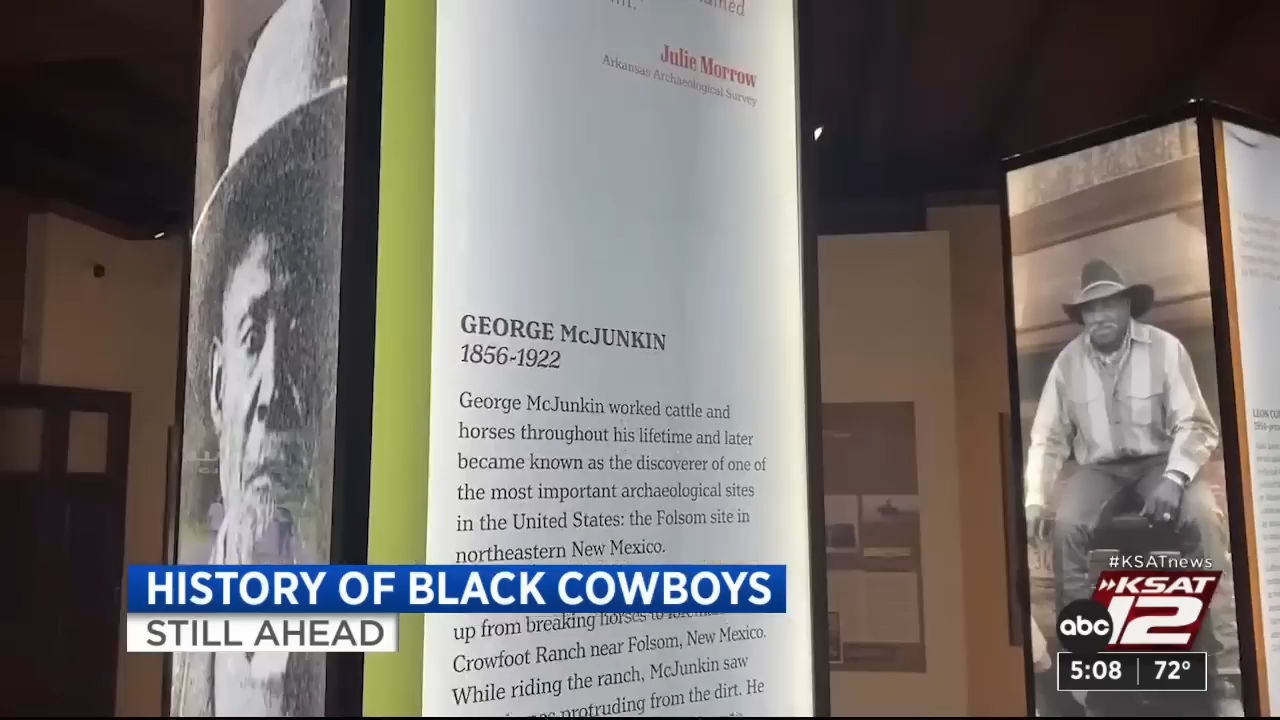 Julie Morrow
Arkansas Archaeological Survey
GEORGE McJUNKIN
1856-1922
George McJunkin worked cattle and
horses throughout his lifetime and later
became known as the discoverer of one of
the most important archaeological sites
in the United States: the Folsom site in
northeastern New Mexico.
up from breaking horses to
Crowfoot Ranch near Folsom, New Mexico.
While riding the ranch, McJunkin saw
protruding from the dirt. He
HISTORY OF BLACK COWBOYS
STILL AHEAD
#KSATnews
KSAT
abc 12
5:08 72°